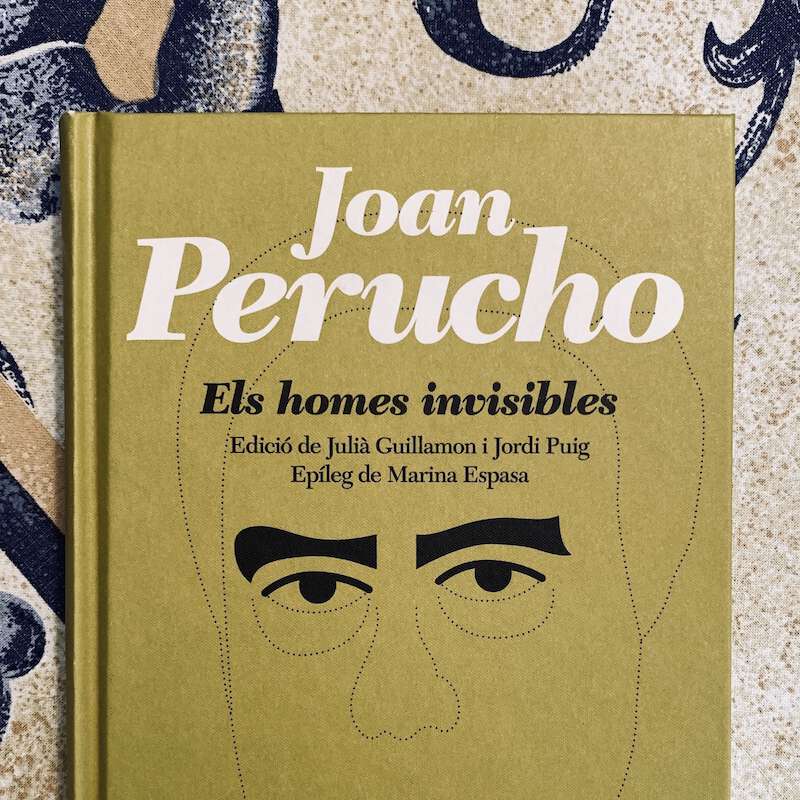 Joan
Perucho
Els homes invisibles
Edició de Julià Guillamon i Jordi Puig
Epíleg de Marina Espasa